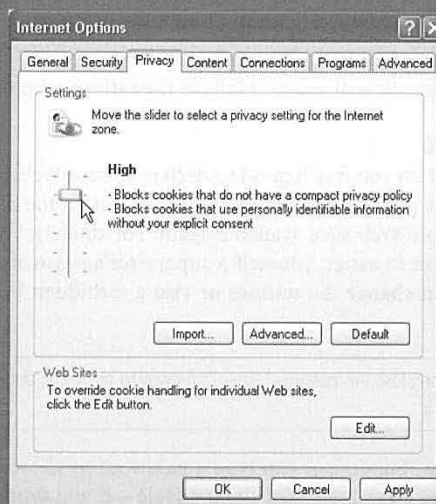 Internet Options
General Security Privacy Content Connections Programs Advanced
Settings
Move the slider to select a privacy setting for the Internet
zone.
High
- Blocks cookies that do not have a compact privacy policy
- Blocks cookies that use personally identifiable information
without your explicit consent
Import... Advanced... Default
Web Sites
To override cookie handling for individual Web sites,
click the Edit button.
Edit...
OK Cancel Apply